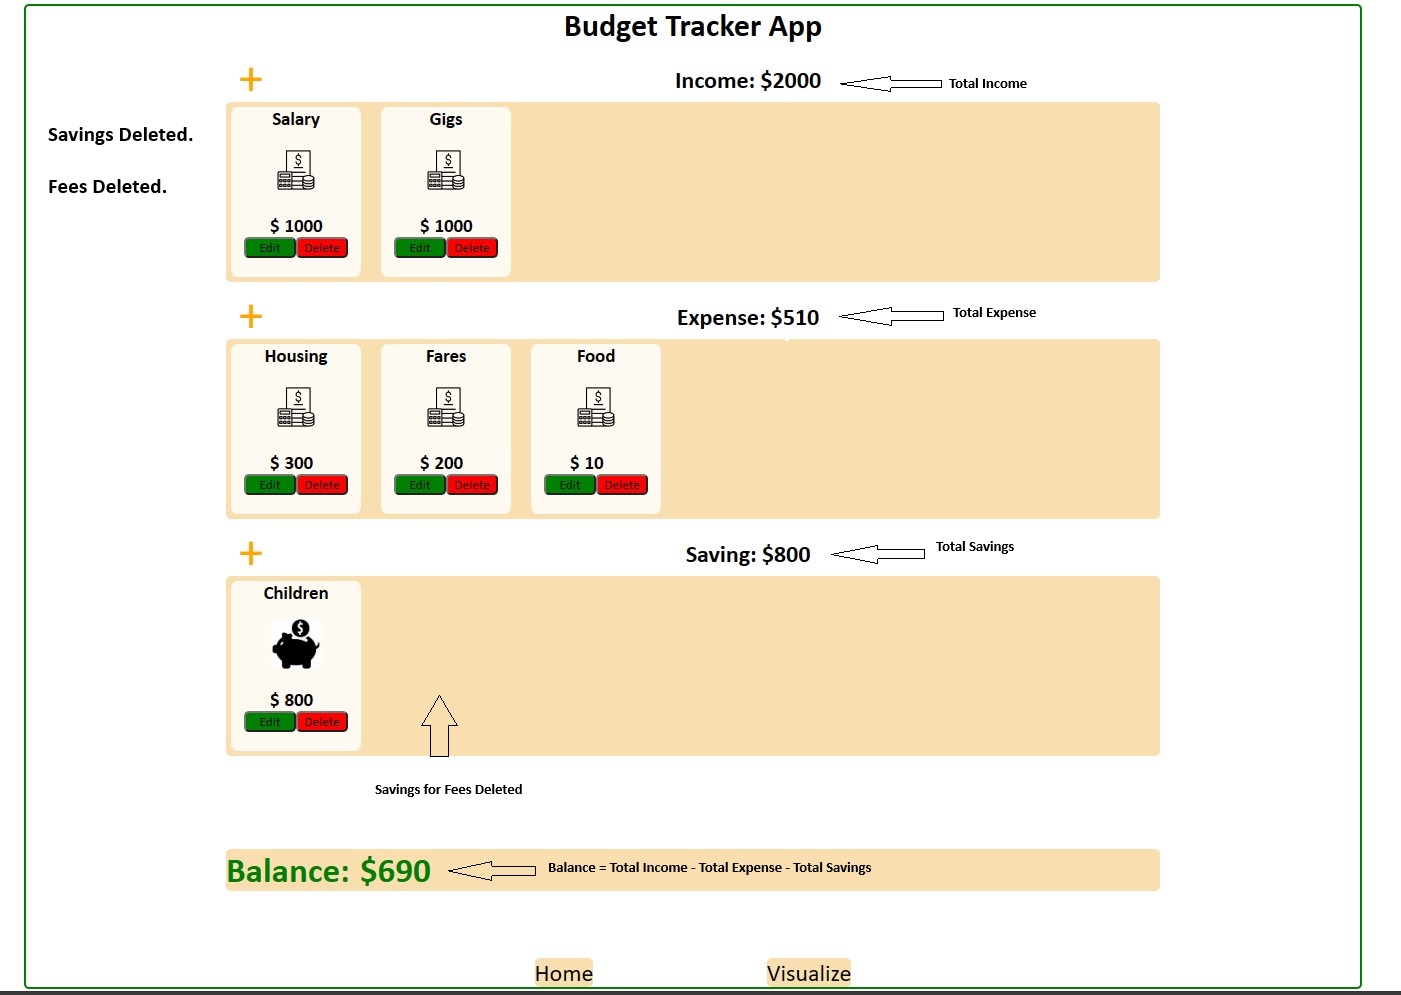 Budget Tracker App
+
Income: $2000
Total Income
Savings Deleted.
Fees Deleted.
Salary
Gigs
$
$
$ 1000
$ 1000
Edit
Delete
Edit
Delete
+
Expense: $510
Total Expense
Housing
Fares
Food
$
$
$
$ 300
$ 200
$ 10
Edit
Delete
Edit
Delete
Edit
Delete
+
Saving: $800
Total Savings
Children
$
$ 800
Edit
Delete
Savings for Fees Deleted
Balance: $690
Balance = Total Income - Total Expense - Total Savings
Home
Visualize